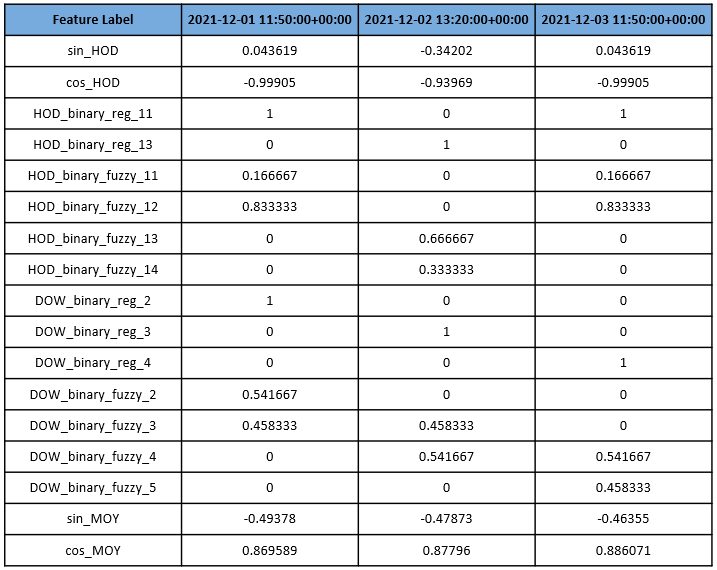 Feature Label 2021-12-01 11:50:00+00:00 2021-12-02 13:20:00+00:00 2021-12-03 11:50:00+00:00
sin_HOD 0.043619 -0.34202 0.043619
cos_HOD -0.99905 -0.93969 -0.99905
HOD_binary_reg_11 1 0 1
HOD_binary_reg_13 0 1 0
HOD_binary_fuzzy_11 0.166667 0 0.166667
HOD_binary_fuzzy_12 0.833333 0 0.833333
HOD_binary_fuzzy_13 0 0.666667 0
HOD_binary_fuzzy_14 0 0.333333 0
DOW_binary_reg_2 1 0 0
DOW_binary_reg_3 0 1 0
DOW_binary_reg_4 0 0 1
DOW_binary_fuzzy_2 0.541667 0 0
DOW_binary_fuzzy_3 0.458333 0.458333 0
DOW_binary_fuzzy_4 0 0.541667 0.541667
DOW_binary_fuzzy_5 0 0 0.458333
sin_MOY -0.49378 -0.47873 -0.46355
cos_MOY 0.869589 0.87796 0.886071